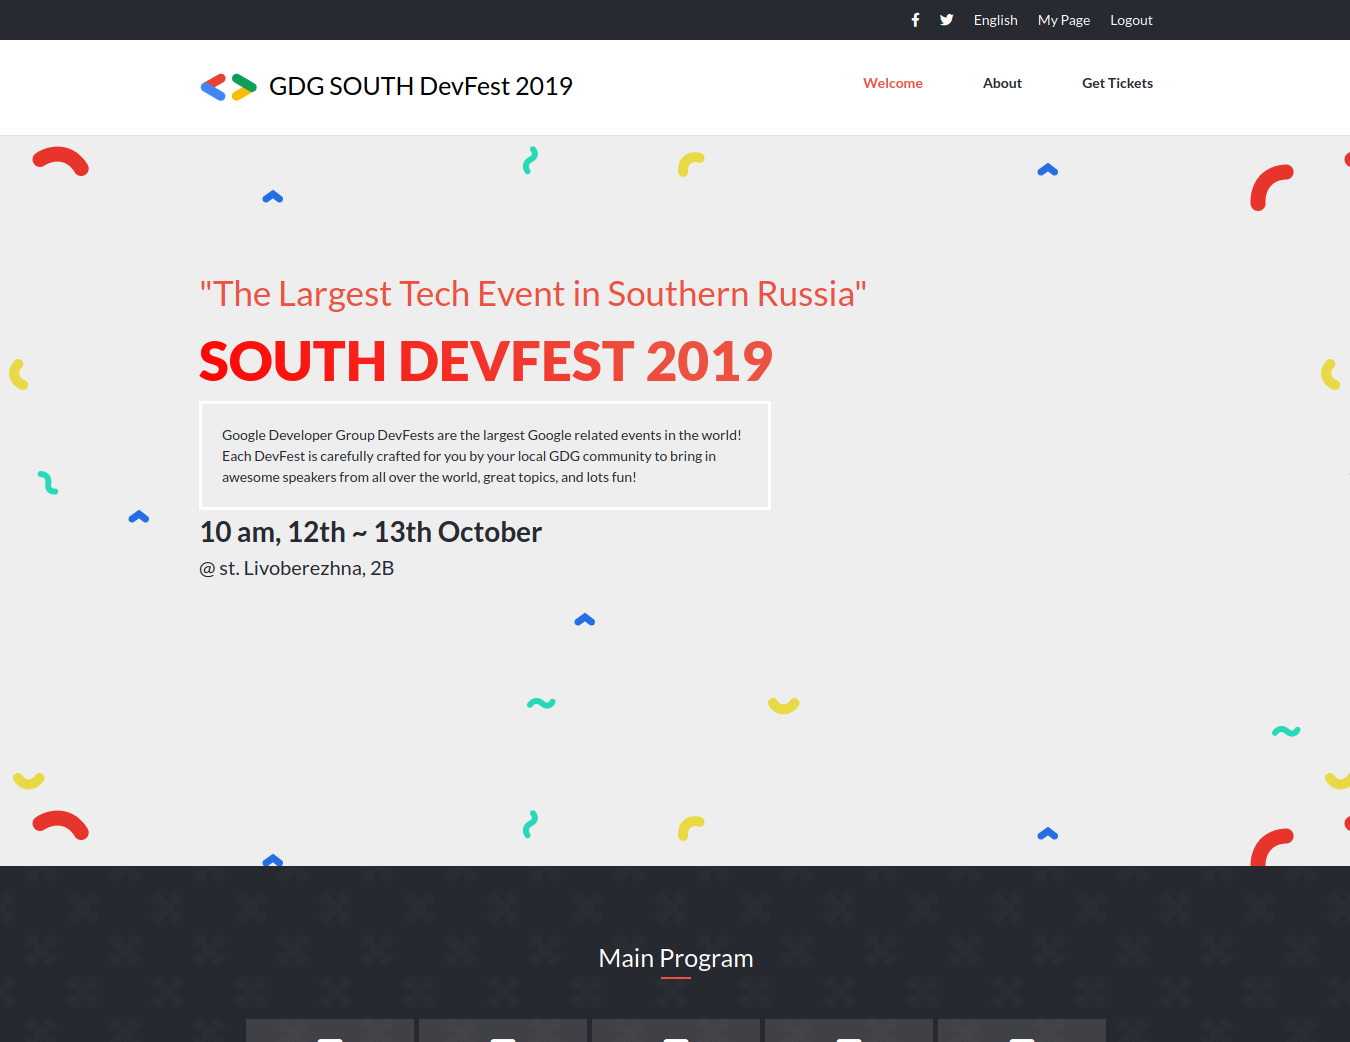 English My Page Logout
GDG SOUTH DevFest 2019
Welcome About Get Tickets
"The Largest Tech Event in Southern Russia"
SOUTH DEVFEST 2019
Google Developer Group DevFests are the largest Google related events in the world!
Each DevFest is carefully crafted for you by your local GDG community to bring in
awesome speakers from all over the world, great topics, and lots fun!
10 am, 12th ~ 13th October
@ st. Livoberezhna, 2B
Main Program